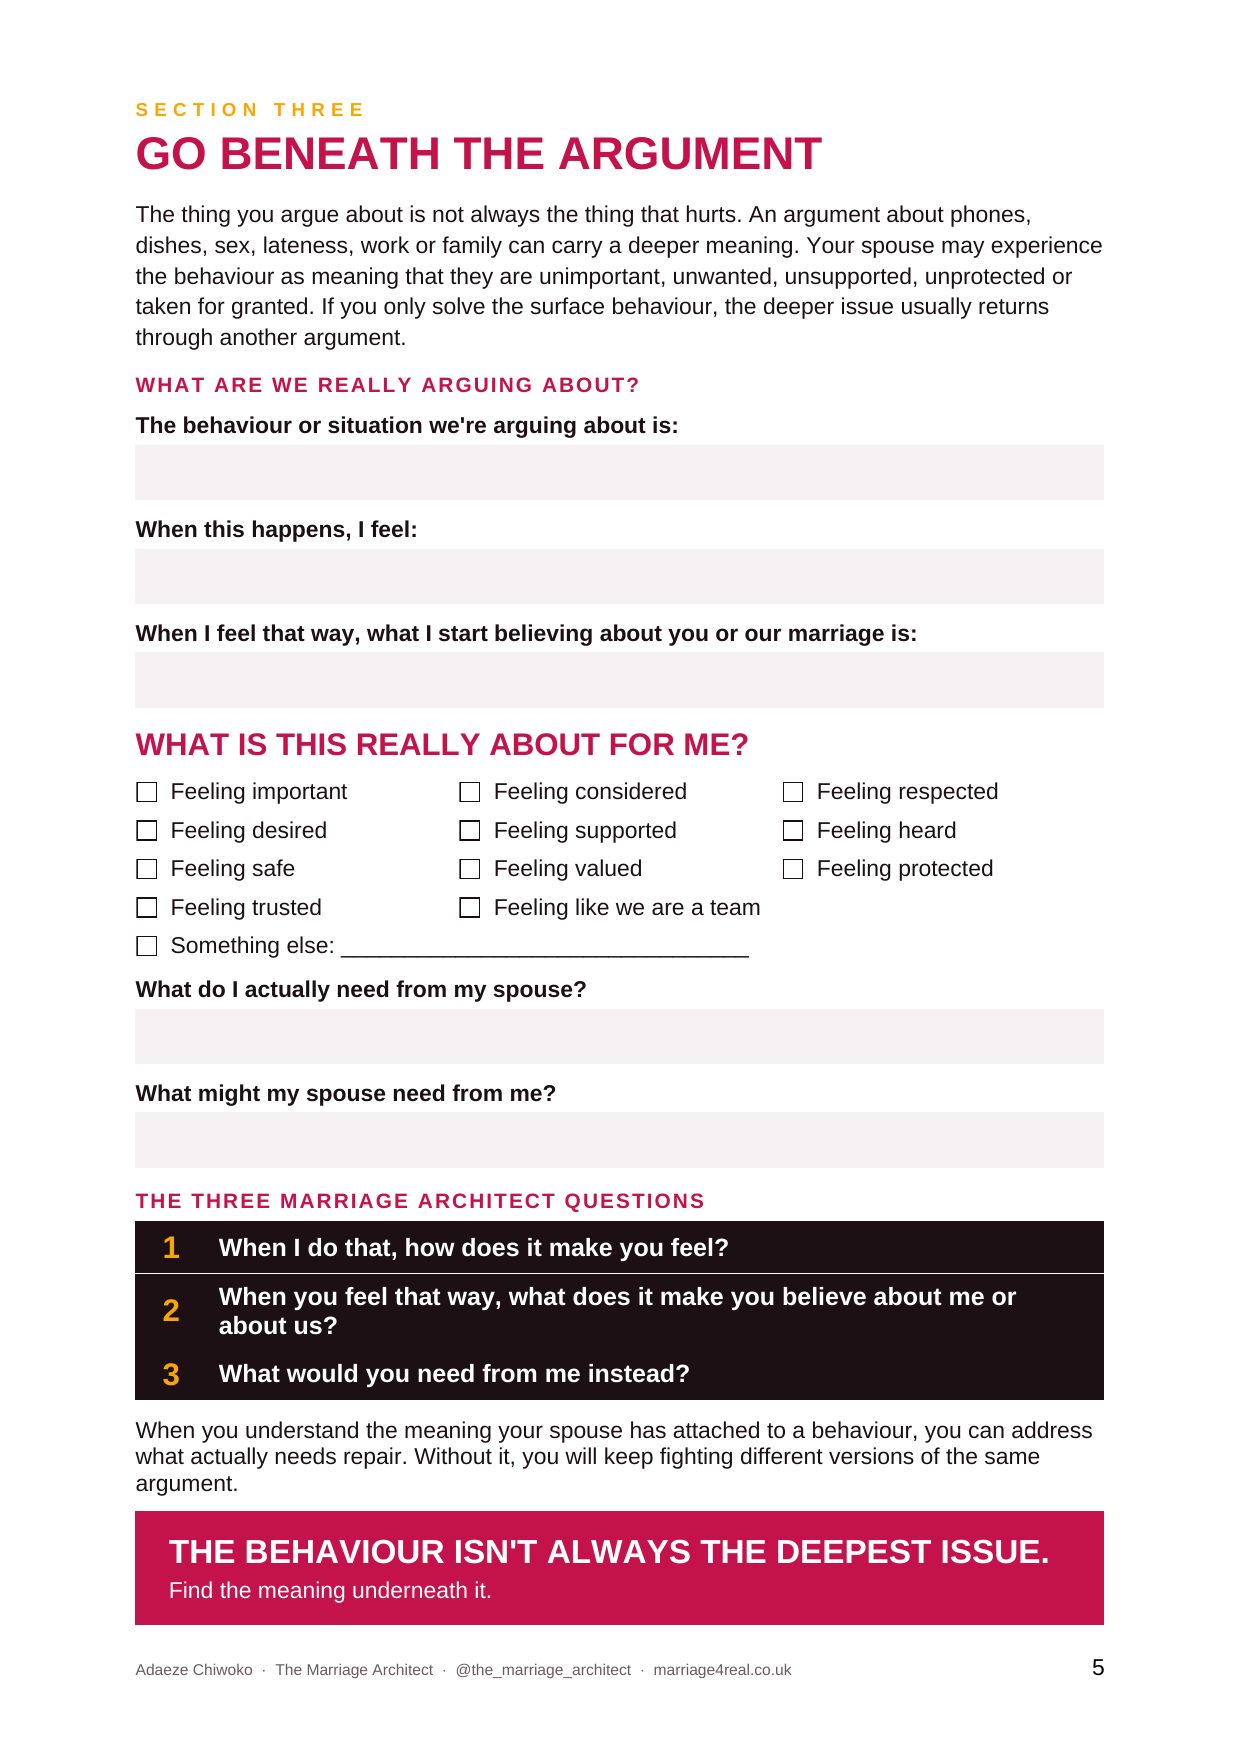 SECTION THREE
GO BENEATH THE ARGUMENT
The thing you argue about is not always the thing that hurts. An argument about phones,
dishes, sex, lateness, work or family can carry a deeper meaning. Your spouse may experience
the behaviour as meaning that they are unimportant, unwanted, unsupported, unprotected or
taken for granted. If you only solve the surface behaviour, the deeper issue usually returns
through another argument.
WHAT ARE WE REALLY ARGUING ABOUT?
The behaviour or situation we're arguing about is:
When this happens, I feel:
When I feel that way, what I start believing about you or our marriage is:
WHAT IS THIS REALLY ABOUT FOR ME?
☐ Feeling important ☐ Feeling considered ☐ Feeling respected
☐ Feeling desired ☐ Feeling supported ☐ Feeling heard
☐ Feeling safe ☐ Feeling valued ☐ Feeling protected
☐ Feeling trusted ☐ Feeling like we are a team
☐ Something else: ________________________________
What do I actually need from my spouse?
What might my spouse need from me?
THE THREE MARRIAGE ARCHITECT QUESTIONS
1 When I do that, how does it make you feel?
2 When you feel that way, what does it make you believe about me or
about us?
3 What would you need from me instead?
When you understand the meaning your spouse has attached to a behaviour, you can address
what actually needs repair. Without it, you will keep fighting different versions of the same
argument.
THE BEHAVIOUR ISN'T ALWAYS THE DEEPEST ISSUE.
Find the meaning underneath it.
Adaeze Chiwoko · The Marriage Architect · @the_marriage_architect · marriage4real.co.uk 5